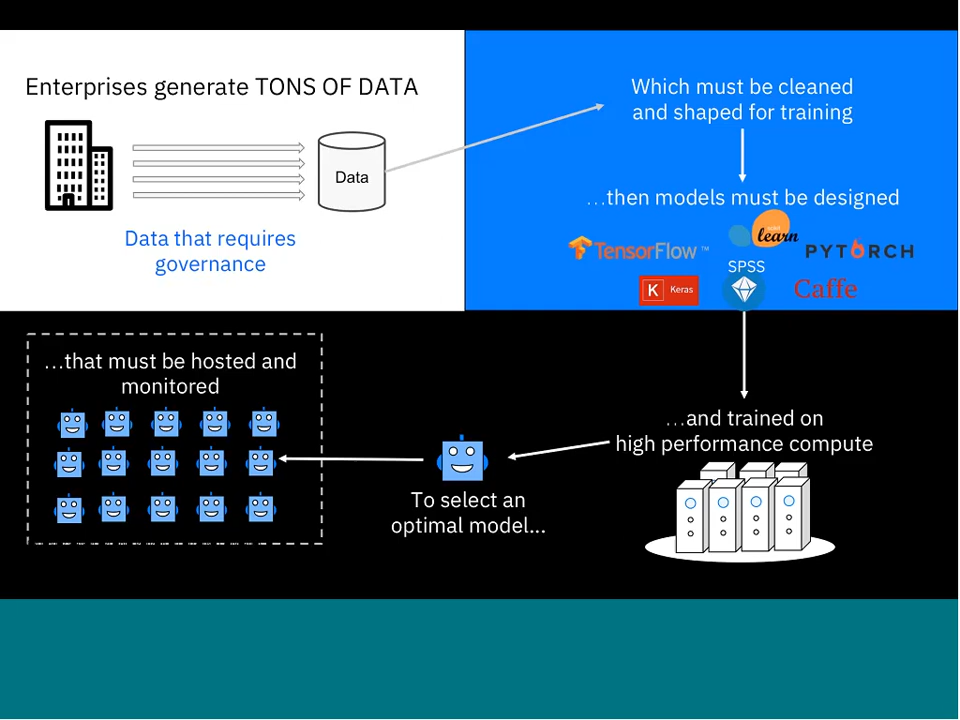 Enterprises generate TONS OF DATA
Data
Data that requires
governance
Which must be cleaned
and shaped for training
...then models must be designed
TensorFlow™
learn
PYTORCH
SPSS
K Keras
Caffe
...and trained on
high performance compute
To select an
optimal model...
...that must be hosted and
monitored